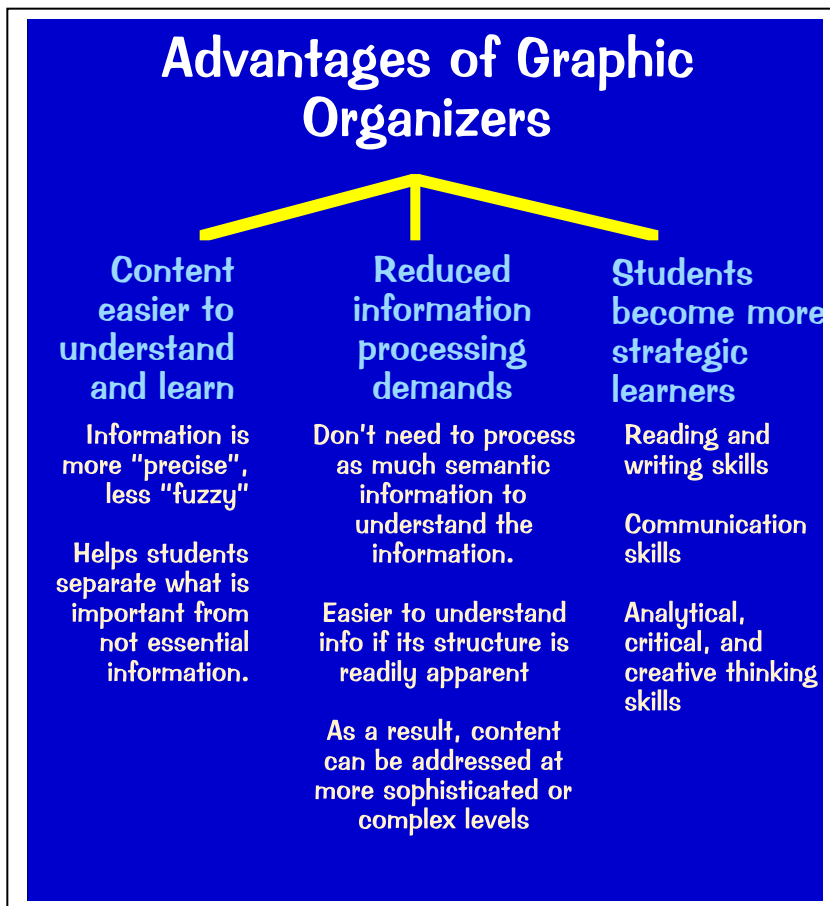 Advantages of Graphic
Organizers
Content
easier to
understand
and learn
Information is
more “precise”,
less “fuzzy”
Helps students
separate what is
important from
not essential
information.
Reduced
information
processing
demands
Don’t need to process
as much semantic
information to
understand the
information.
Easier to understand
info if its structure is
readily apparent
As a result, content
can be addressed at
more sophisticated or
complex levels
Students
become more
strategic
learners
Reading and
writing skills
Communication
skills
Analytical,
critical, and
creative thinking
skills